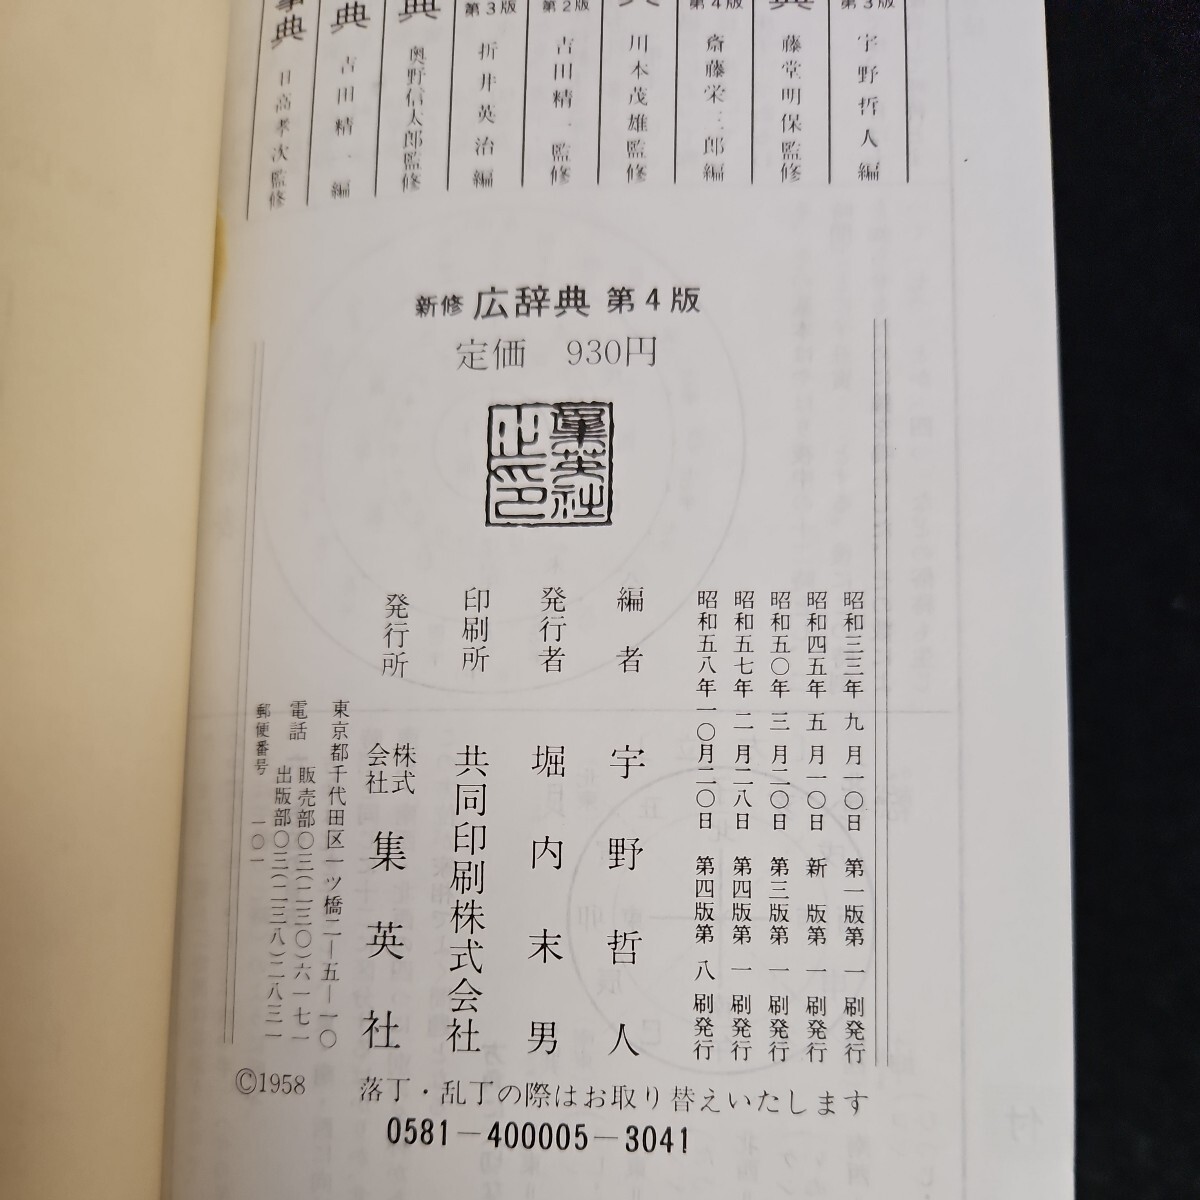 第3版
宇野哲人編
典
藤堂明保監修
第4版
斎藤栄三郎編
川本茂雄監修
第2版
吉田精一監修
第3版
折井英治編
典
奥野信太郎監修
典
吉田精一編
事典
日高孝次監修
新修 広辞典 第4版
定価 930円
集英社
之印
昭和三三年 九 月一〇日 第一版第 一 刷発行
昭和四五年 五 月一〇日 新 版第 一 刷発行
昭和五〇年 三 月二〇日 第三版第 一 刷発行
昭和五七年 二 月二八日 第四版第 一 刷発行
昭和五八年一〇月二〇日 第四版第 八 刷発行
編者 宇野哲人
発行者 堀内末男
印刷所 共同印刷株式会社
発行所 株式会社 集英社
東京都千代田区一ツ橋二―五―一〇
電話 販売部〇三(二三〇)六一七一
出版部〇三(二三八)二八三一
郵便番号 一〇一
©1958
落丁・乱丁の際はお取り替えいたします
0581-400005-3041